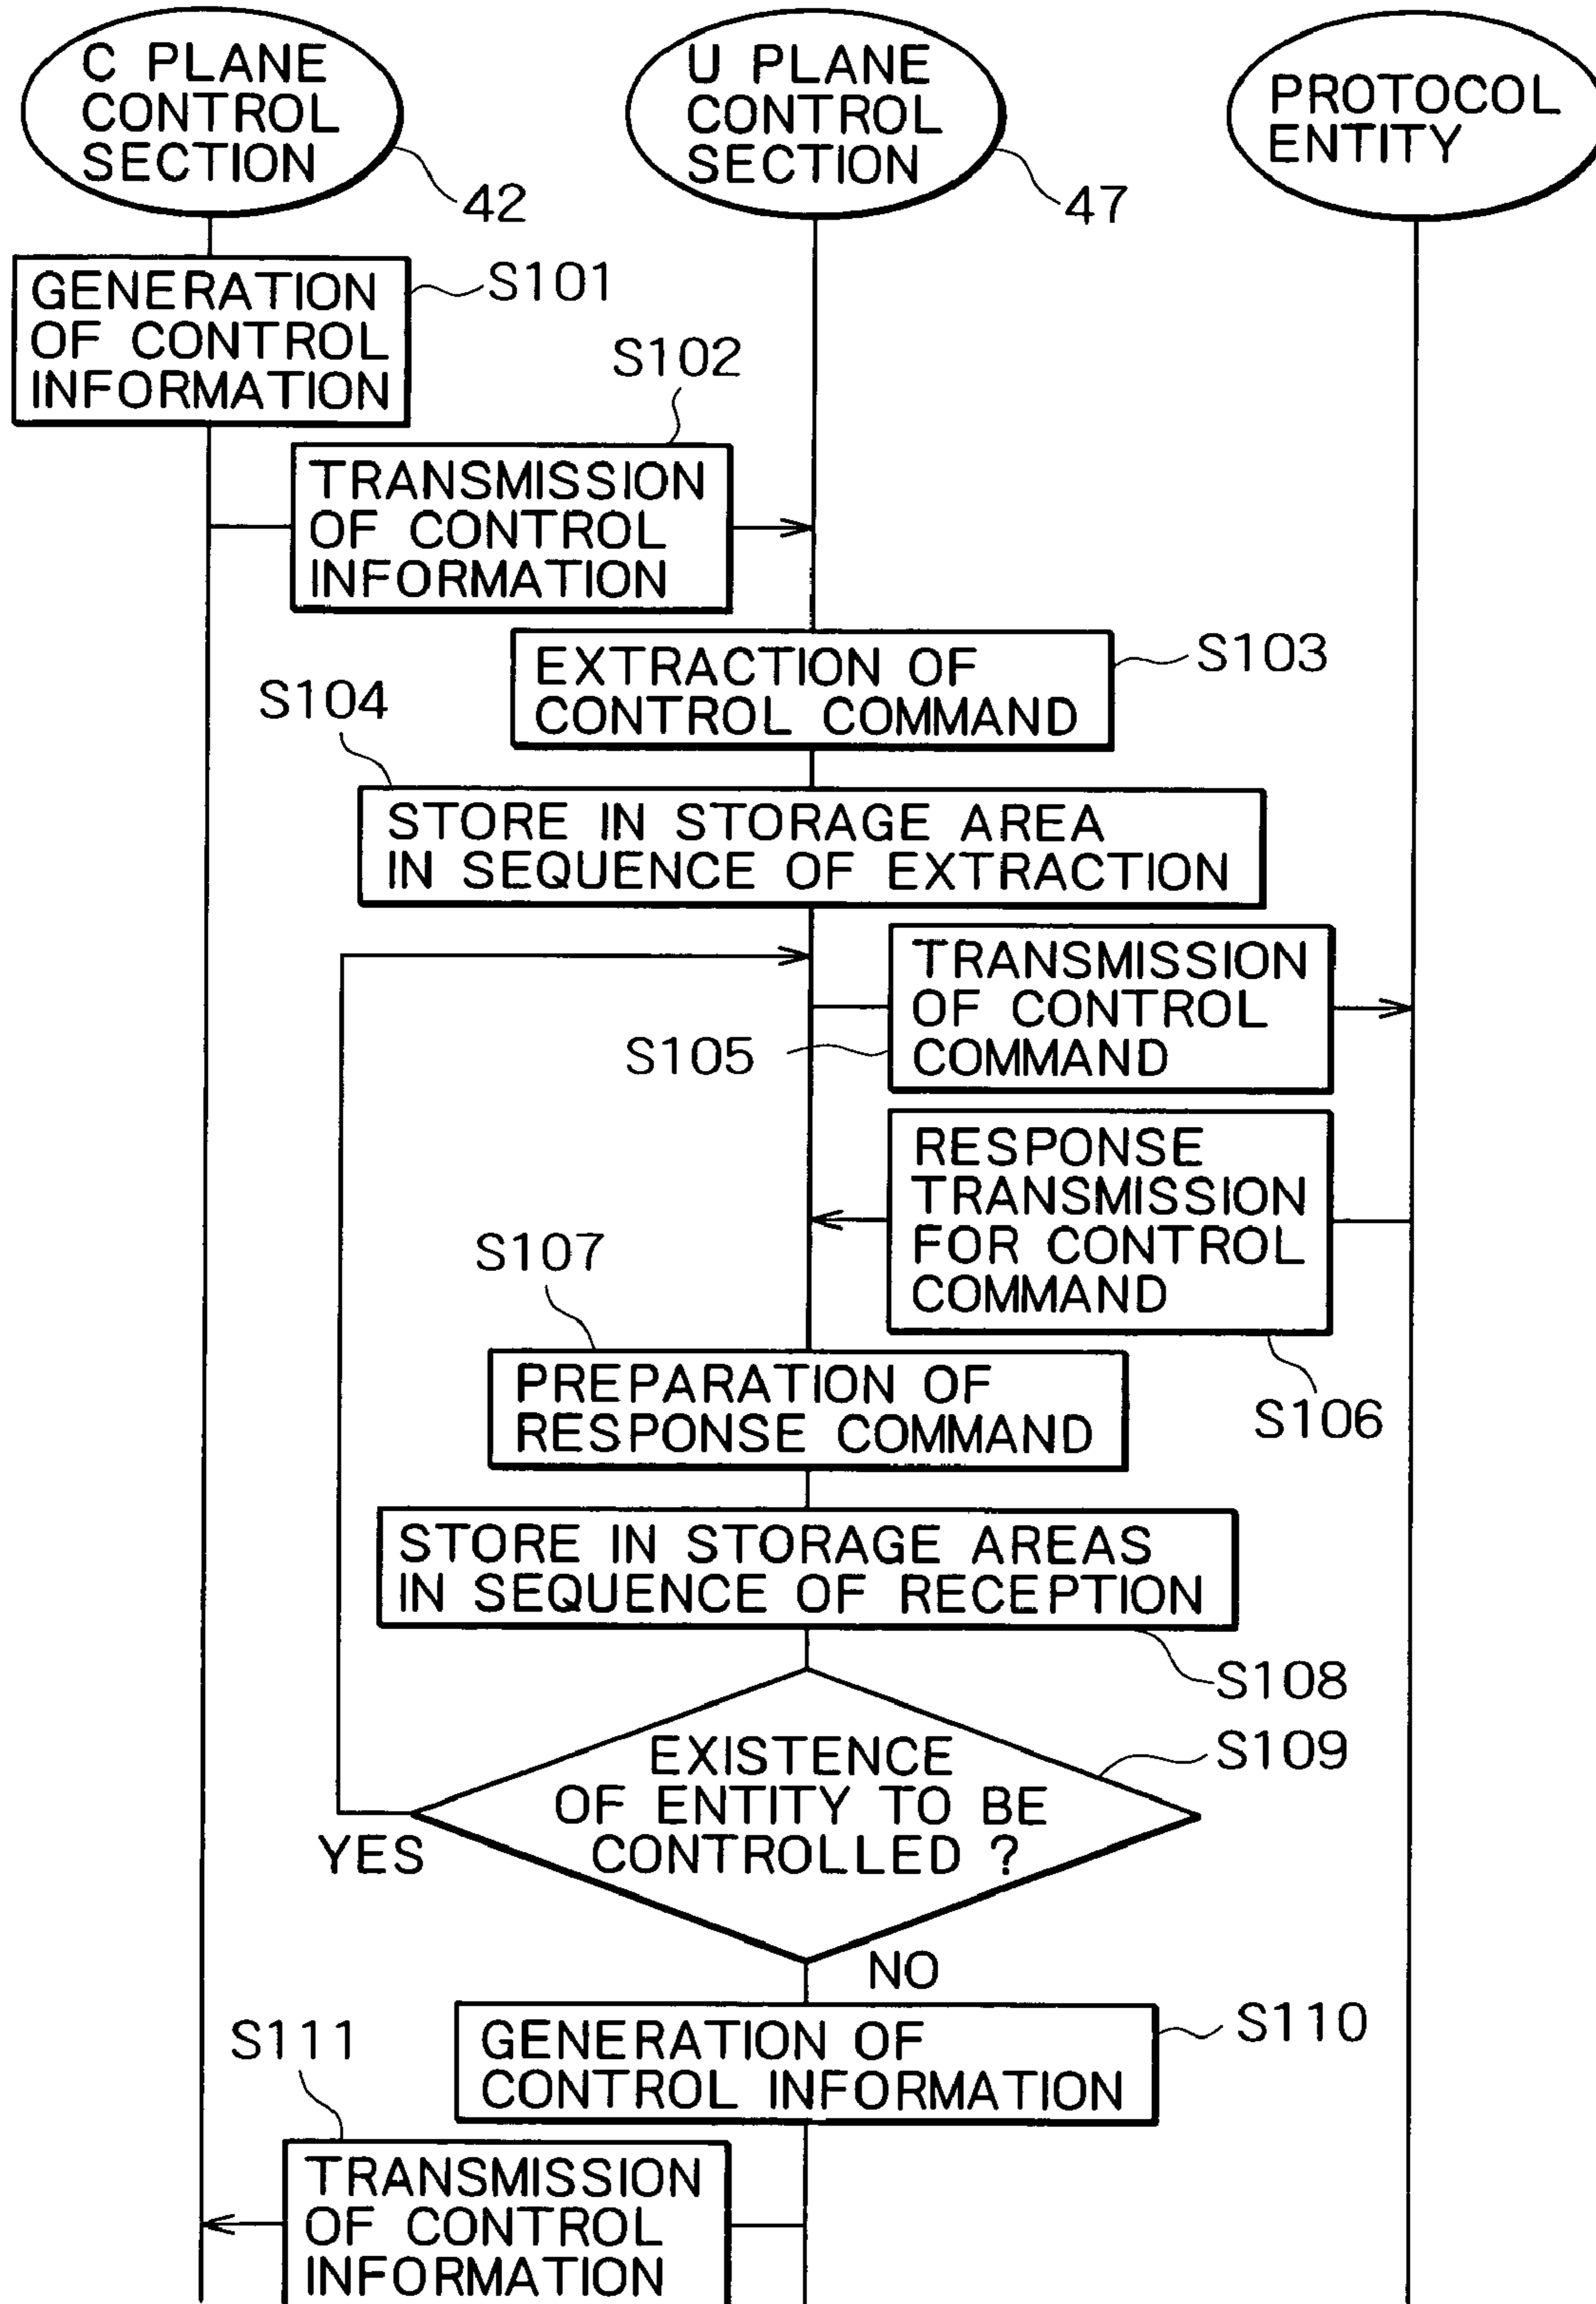 C PLANE
CONTROL
SECTION
42
U PLANE
CONTROL
SECTION
47
PROTOCOL
ENTITY
GENERATION
OF CONTROL
INFORMATION
S101
S102
TRANSMISSION
OF CONTROL
INFORMATION
EXTRACTION OF
CONTROL COMMAND
S103
S104
STORE IN STORAGE AREA
IN SEQUENCE OF EXTRACTION
TRANSMISSION
OF CONTROL
COMMAND
S105
RESPONSE
TRANSMISSION
FOR CONTROL
COMMAND
S106
S107
PREPARATION OF
RESPONSE COMMAND
STORE IN STORAGE AREAS
IN SEQUENCE OF RECEPTION
S108
EXISTENCE
OF ENTITY TO BE
CONTROLLED ?
S109
YES
NO
GENERATION OF
CONTROL INFORMATION
S110
S111
TRANSMISSION
OF CONTROL
INFORMATION